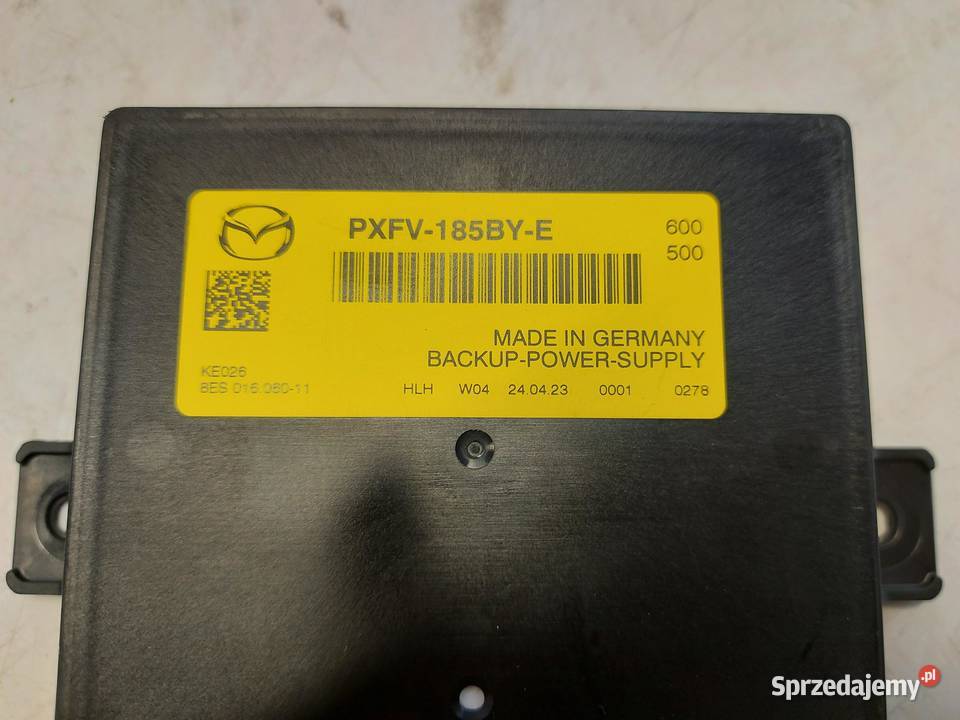 PXFV-185BY-E
600
500
MADE IN GERMANY
BACKUP-POWER-SUPPLY
KE026
8ES 015.060-11 HLH W04 24.04.23 0001 0278
Sprzedajemy.pl